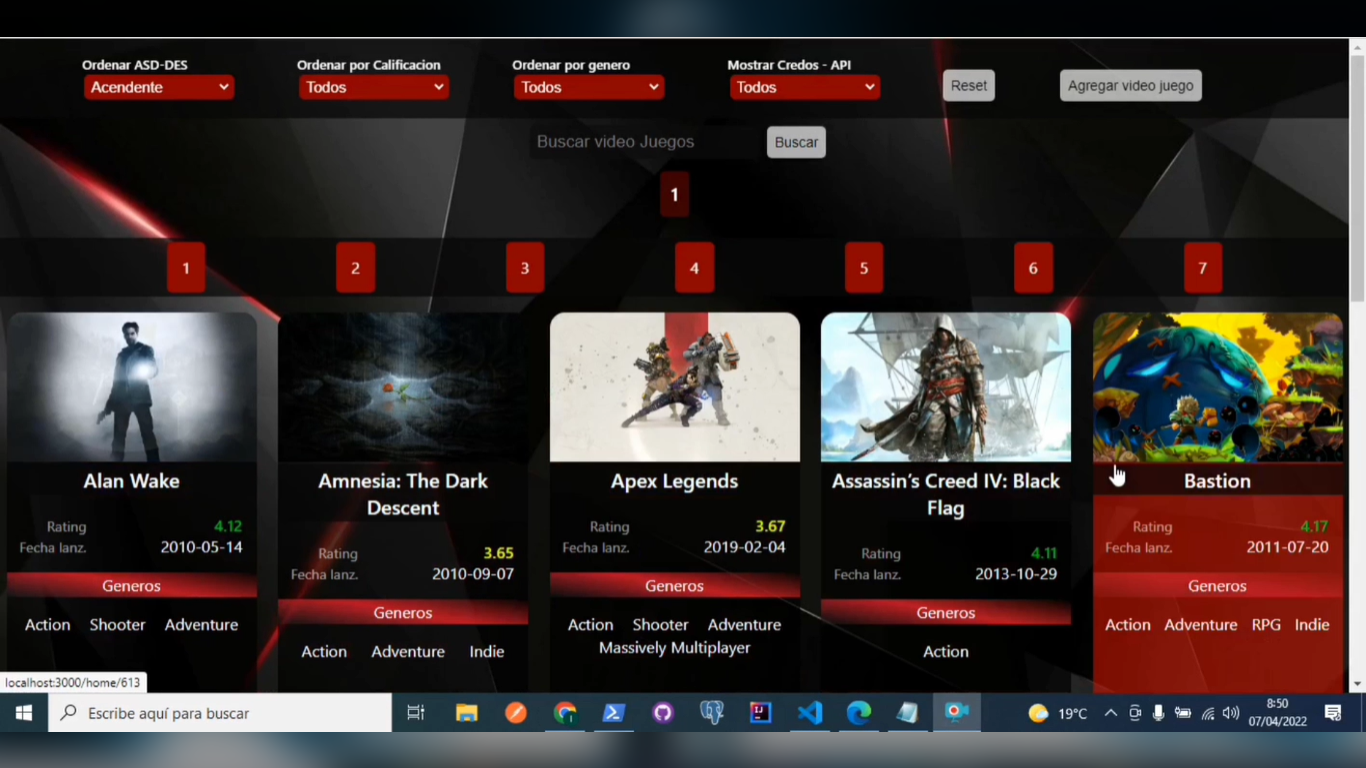 Ordenar ASD-DES Ordenar por Calificacion Ordenar por genero Mostrar Credos - API
Acendente Todos Todos Todos Reset Agregar video juego
Buscar video Juegos Buscar
1
1 2 3 4 5 6 7
Alan Wake
Rating 4.12
Fecha lanz. 2010-05-14
Generos
Action Shooter Adventure
Amnesia: The Dark
Descent
Rating 3.65
Fecha lanz. 2010-09-07
Generos
Action Adventure Indie
Apex Legends
Rating 3.67
Fecha lanz. 2019-02-04
Generos
Action Shooter Adventure
Massively Multiplayer
Assassin’s Creed IV: Black
Flag
Rating 4.11
Fecha lanz. 2013-10-29
Generos
Action
Bastion
Rating 4.17
Fecha lanz. 2011-07-20
Generos
Action Adventure RPG Indie
localhost:3000/home/613
Escribe aquí para buscar
19°C
8:50
07/04/2022